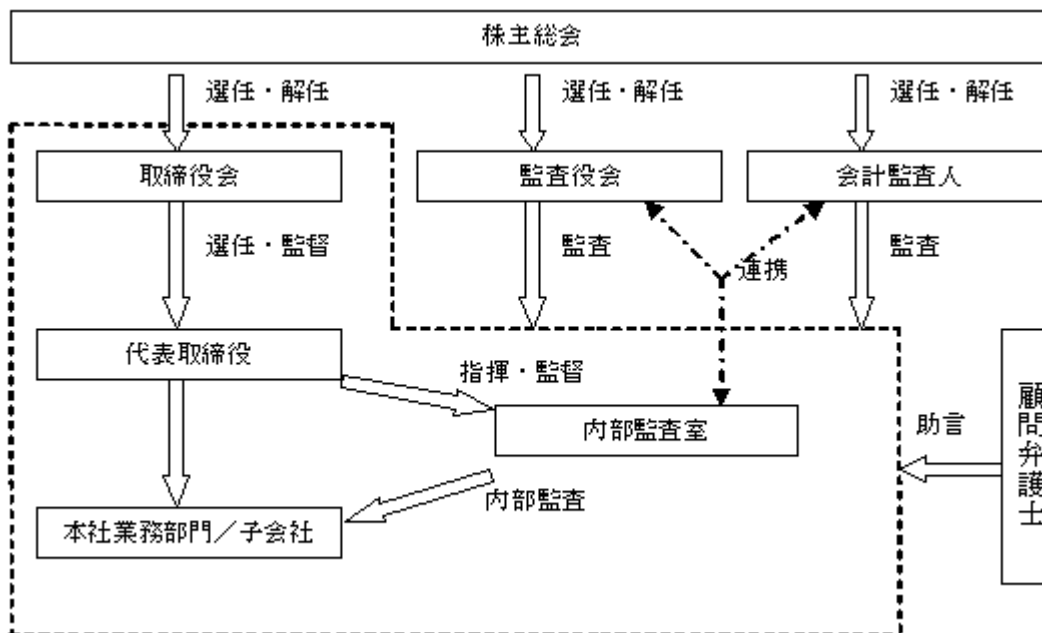 株主総会
選任・解任
選任・解任
選任・解任
取締役会
監査役会
会計監査人
選任・監督
監査
連携
監査
代表取締役
指揮・監督
内部監査室
助言
顧問弁護士
内部監査
本社業務部門／子会社